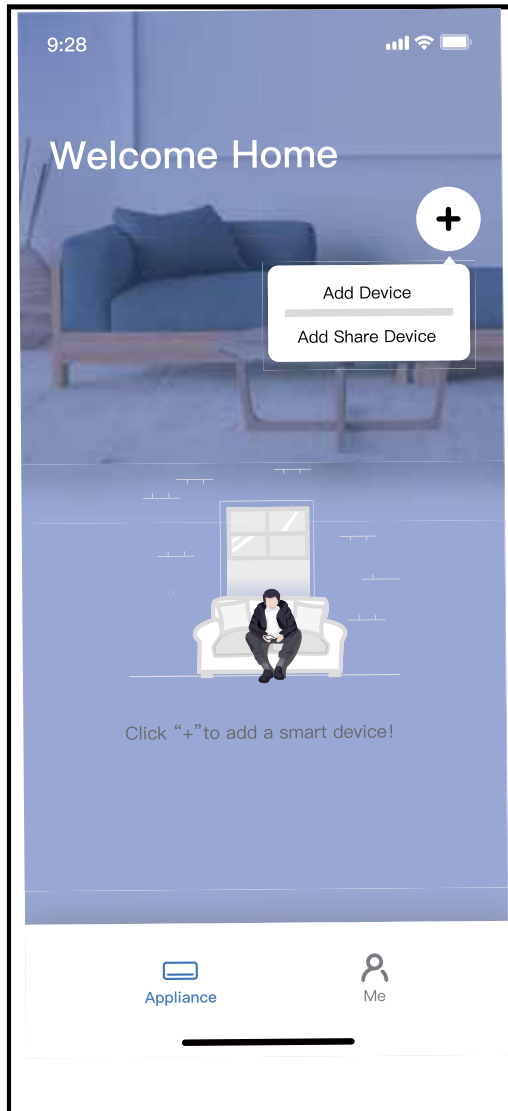 9:28
Welcome Home
+
Add Device
Add Share Device
Click “+”to add a smart device!
Appliance
Me